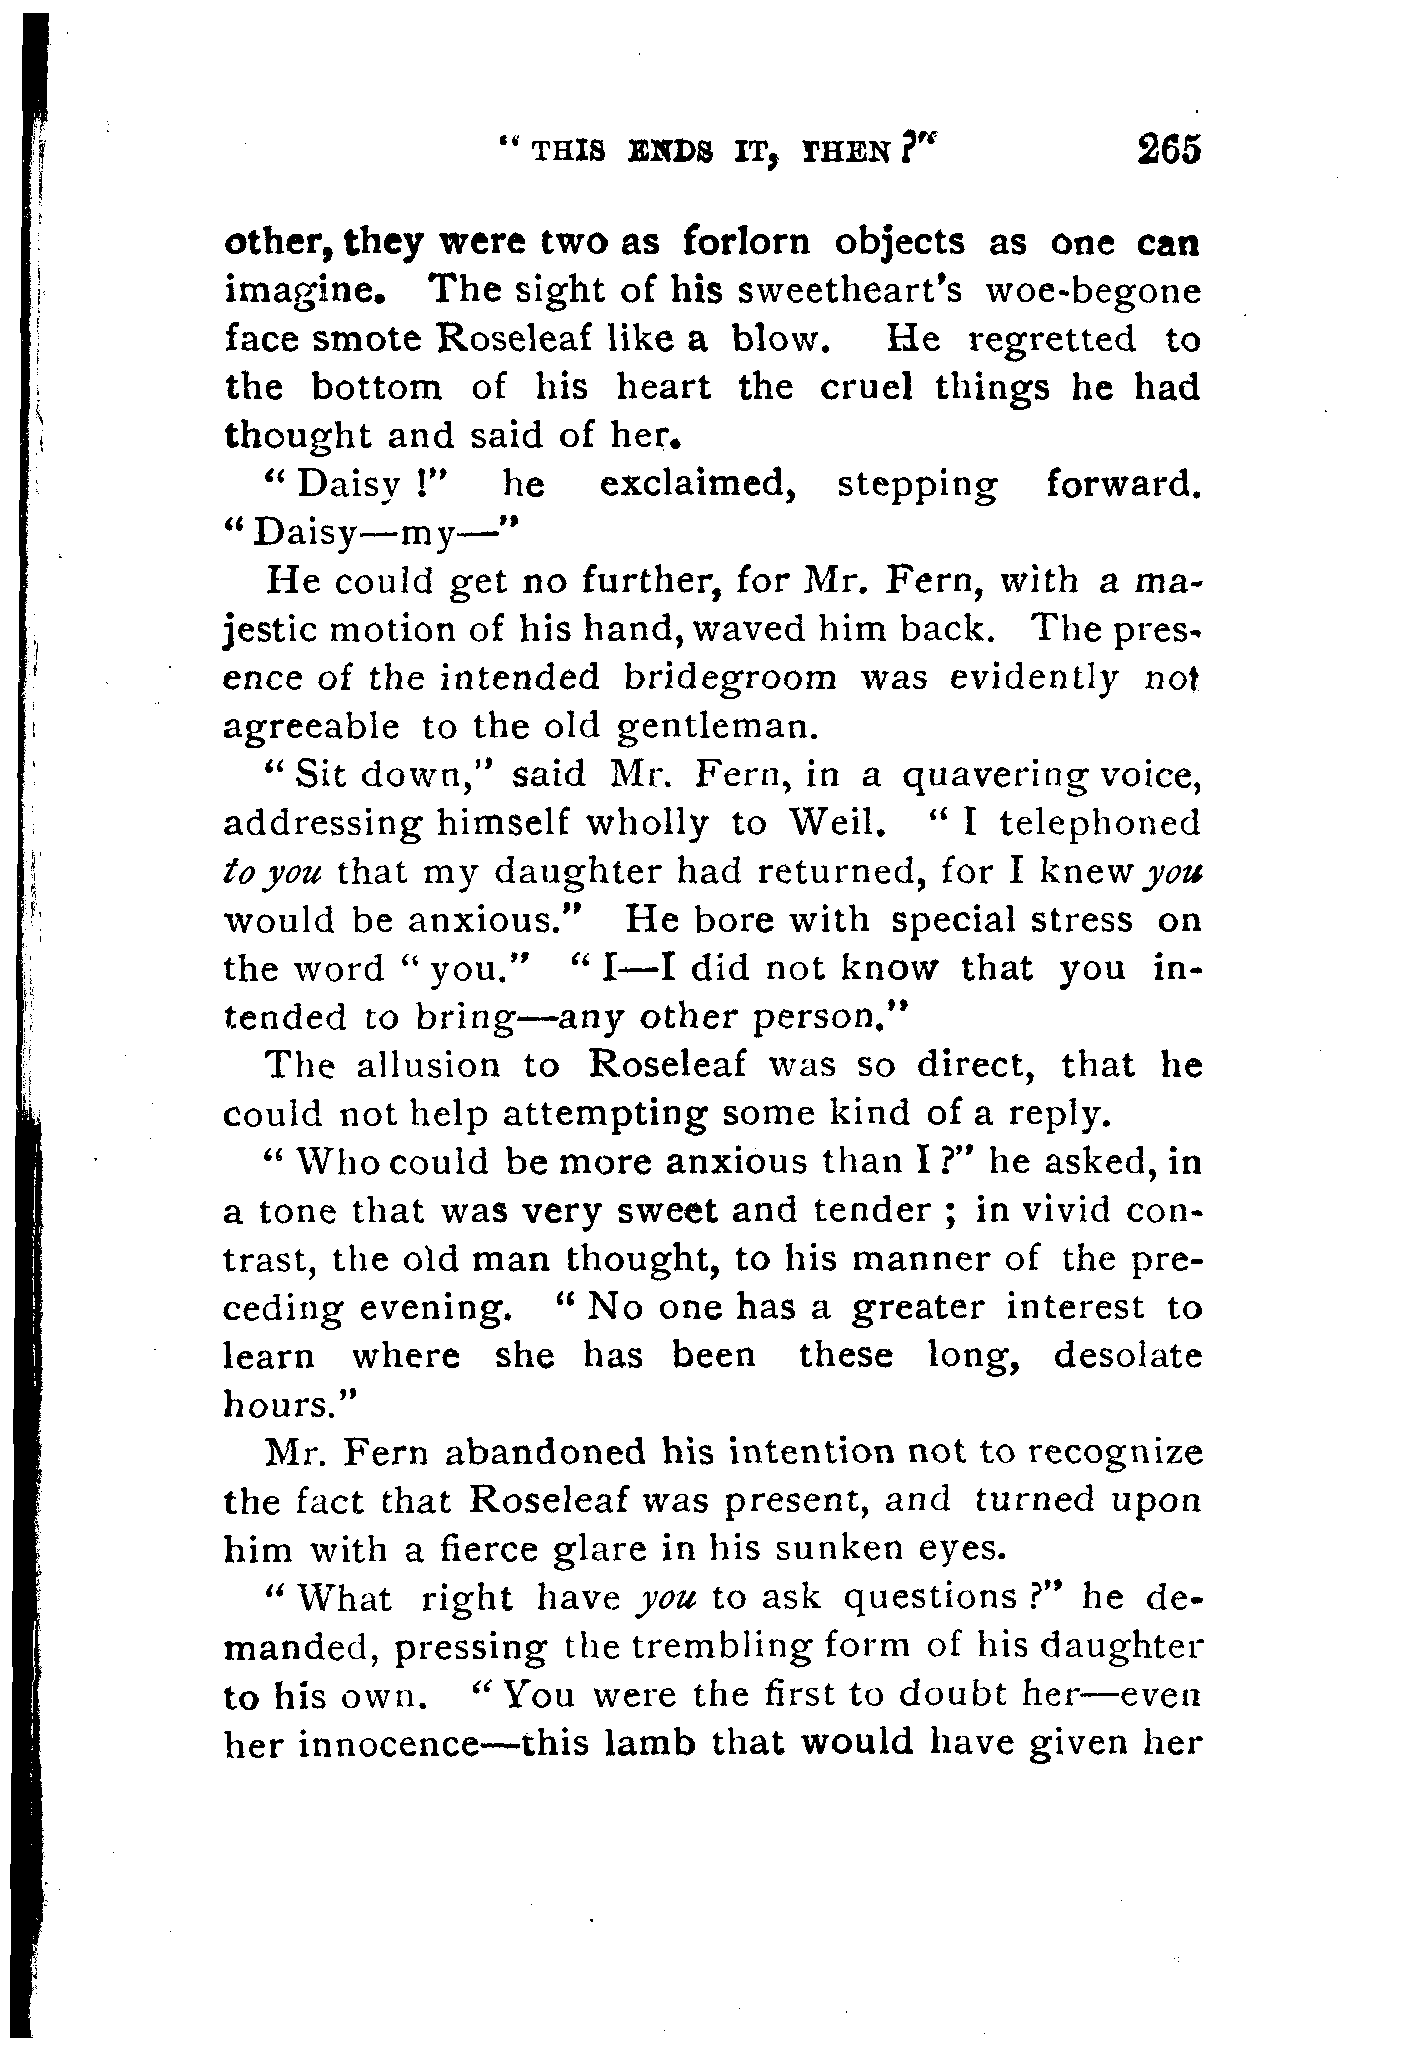 “ THIS ENDS IT, THEN ?” 265
other, they were two as forlorn objects as one can
imagine. The sight of his sweetheart's woe-begone
face smote Roseleaf like a blow. He regretted to
the bottom of his heart the cruel things he had
thought and said of her.
“ Daisy !” he exclaimed, stepping forward.
“ Daisy—my—”
He could get no further, for Mr. Fern, with a ma-
jestic motion of his hand, waved him back. The pres-
ence of the intended bridegroom was evidently not
agreeable to the old gentleman.
“ Sit down,” said Mr. Fern, in a quavering voice,
addressing himself wholly to Weil. “ I telephoned
to you that my daughter had returned, for I knew you
would be anxious.” He bore with special stress on
the word “ you.” “ I—I did not know that you in-
tended to bring—any other person.”
The allusion to Roseleaf was so direct, that he
could not help attempting some kind of a reply.
“ Who could be more anxious than I ?” he asked, in
a tone that was very sweet and tender ; in vivid con-
trast, the old man thought, to his manner of the pre-
ceding evening. “ No one has a greater interest to
learn where she has been these long, desolate
hours.”
Mr. Fern abandoned his intention not to recognize
the fact that Roseleaf was present, and turned upon
him with a fierce glare in his sunken eyes.
“ What right have you to ask questions ?” he de-
manded, pressing the trembling form of his daughter
to his own. “ You were the first to doubt her—even
her innocence—this lamb that would have given her